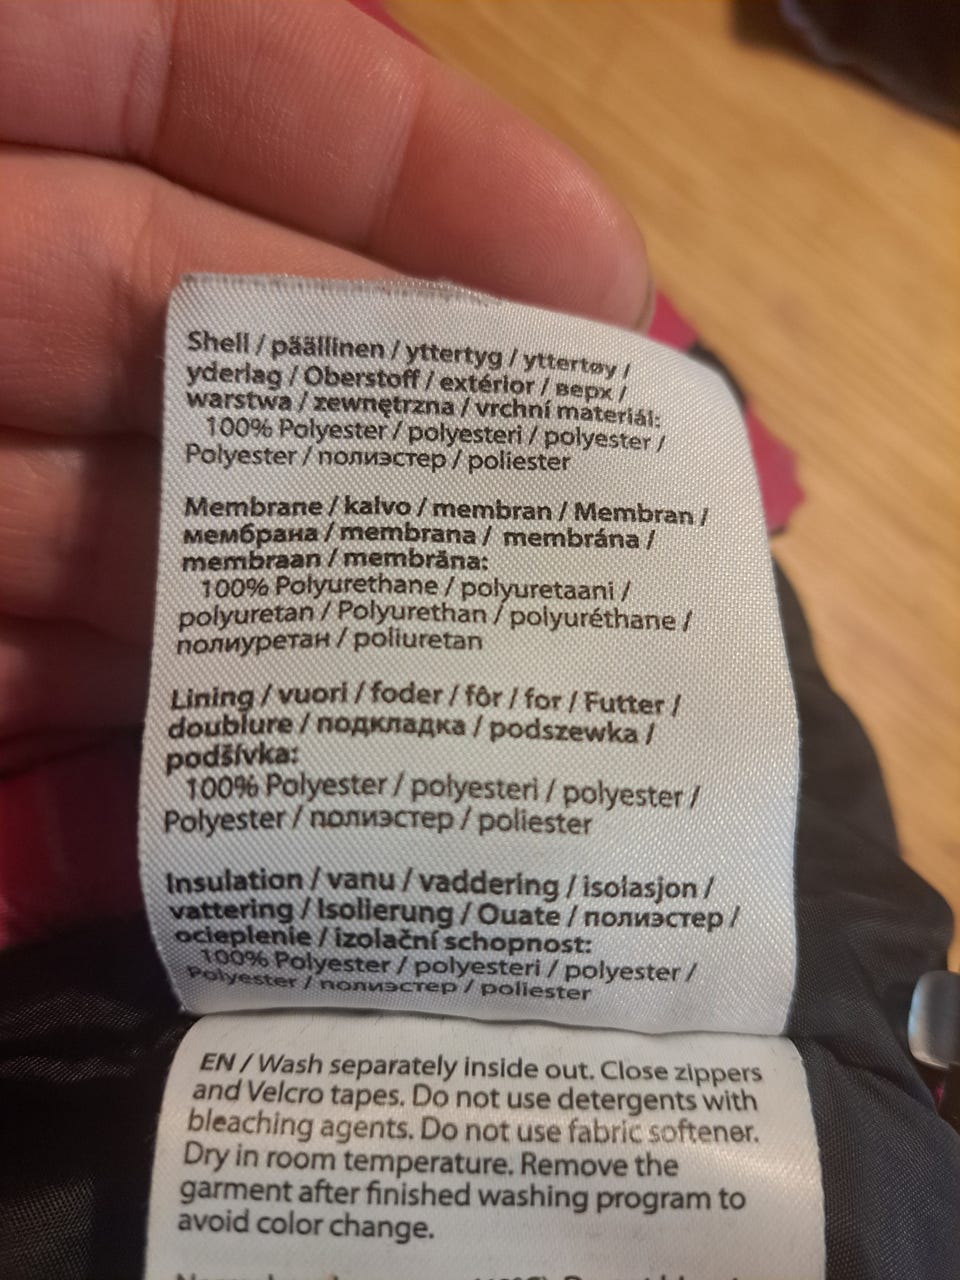 Shell / päällinen / yttertyg / yttertøy /
yderlag / Oberstoff / extérior / верх /
warstwa / zewnętrzna / vrchní materiál:
100% Polyester / polyesteri / polyester /
Polyester / полиэстер / poliester
Membrane / kalvo / membran / Membran /
мембрана / membrana / membrána /
membraan / membrāna:
100% Polyurethane / polyuretaani /
polyuretan / Polyurethan / polyuréthane /
полиуретан / poliuretan
Lining / vuori / foder / fôr / for / Futter /
doublure / подкладка / podszewka /
podšívka:
100% Polyester / polyesteri / polyester /
Polyester / полиэстер / poliester
Insulation / vanu / vaddering / isolasjon /
vattering / Isolierung / Ouate / полиэстер /
ocieplenie / izolační schopnost:
100% Polyester / polyesteri / polyester /
Polyester / полиэстер / poliester
EN / Wash separately inside out. Close zippers
and Velcro tapes. Do not use detergents with
bleaching agents. Do not use fabric softener.
Dry in room temperature. Remove the
garment after finished washing program to
avoid color change.